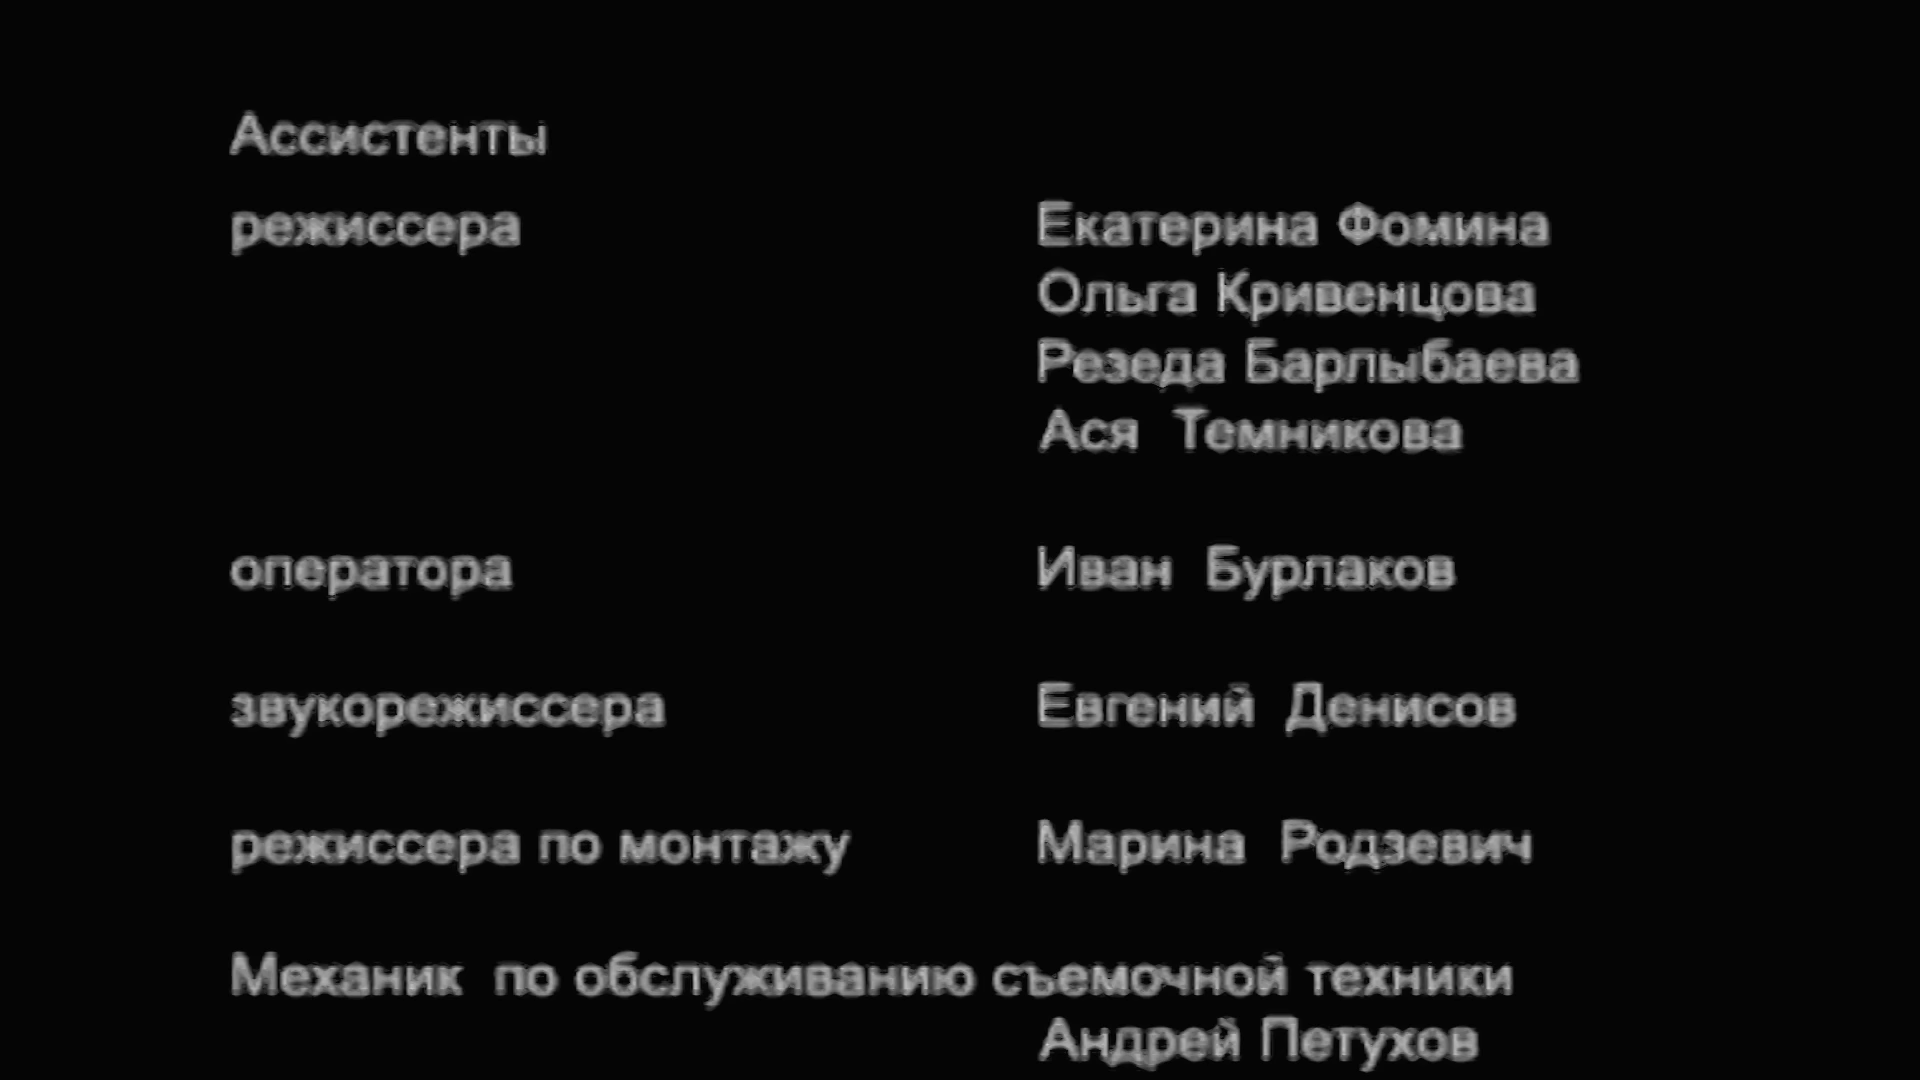 Ассистенты
режиссера Екатерина Фомина
Ольга Кривенцова
Резеда Барлыбаева
Ася Темникова
оператора Иван Бурлаков
звукорежиссера Евгений Денисов
режиссера по монтажу Марина Родзевич
Механик по обслуживанию съемочной техники
Андрей Петухов